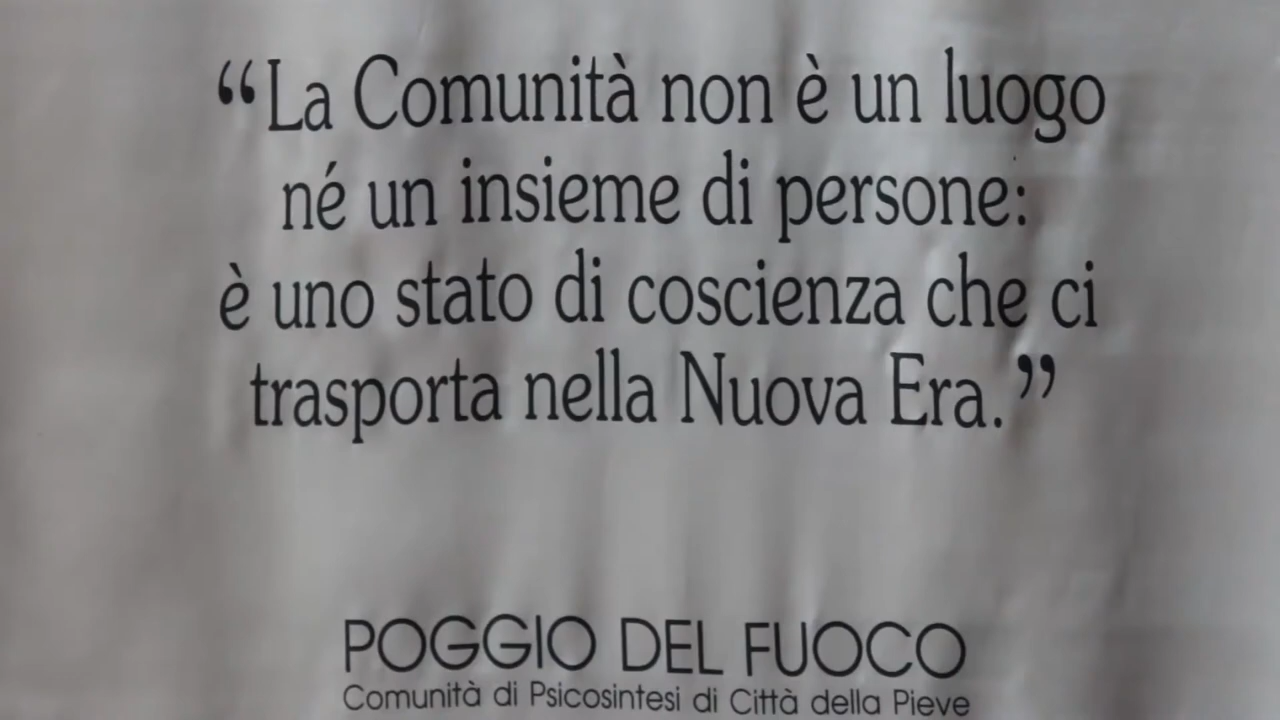 “La Comunità non è un luogo
né un insieme di persone:
è uno stato di coscienza che ci
trasporta nella Nuova Era.”
POGGIO DEL FUOCO
Comunità di Psicosintesi di Città della Pieve